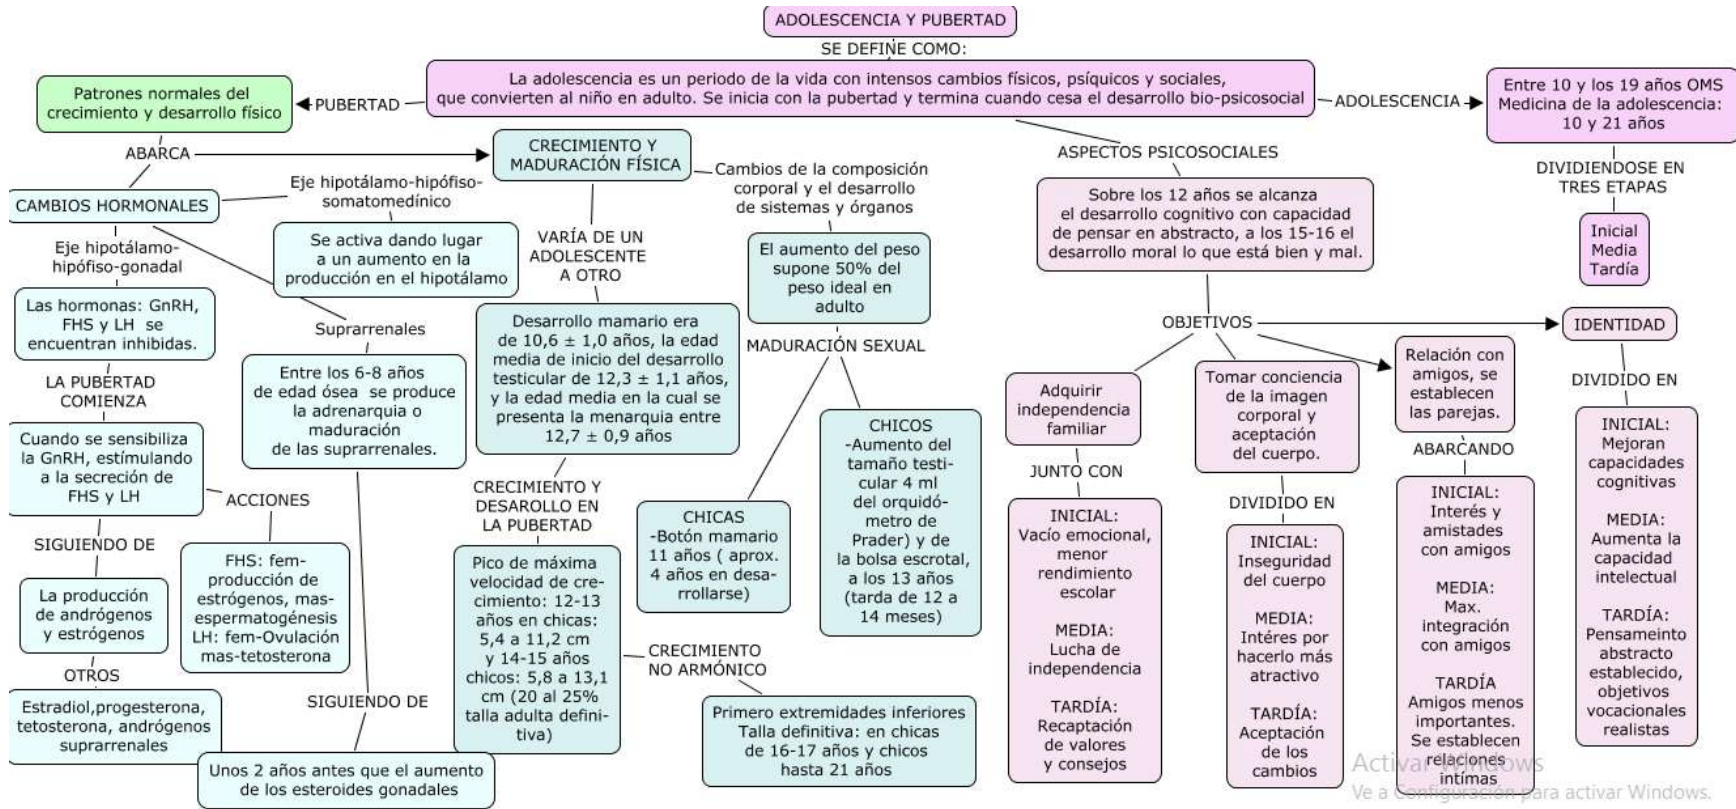 ADOLESCENCIA Y PUBERTAD
SE DEFINE COMO:
La adolescencia es un periodo de la vida con intensos cambios físicos, psíquicos y sociales,
que convierten al niño en adulto. Se inicia con la pubertad y termina cuando cesa el desarrollo bio-psicosocial
PUBERTAD
Patrones normales del
crecimiento y desarrollo físico
ABARCA
CAMBIOS HORMONALES
Eje hipotálamo-
hipófiso-gonadal
Las hormonas: GnRH,
FHS y LH se
encuentran inhibidas.
LA PUBERTAD
COMIENZA
Cuando se sensibiliza
la GnRH, estímulando
a la secreción de
FHS y LH
SIGUIENDO DE
La producción
de andrógenos
y estrógenos
OTROS
Estradiol,progesterona,
tetosterona, andrógenos
suprarrenales
ACCIONES
FHS: fem-
producción de
estrógenos, mas-
espermatogénesis
LH: fem-Ovulación
mas-tetosterona
Eje hipotálamo-hipófiso-
somatomedínico
Se activa dando lugar
a un aumento en la
producción en el hipotálamo
Suprarrenales
Entre los 6-8 años
de edad ósea se produce
la adrenarquia o
maduración
de las suprarrenales.
SIGUIENDO DE
Unos 2 años antes que el aumento
de los esteroides gonadales
CRECIMIENTO Y
MADURACIÓN FÍSICA
VARÍA DE UN
ADOLESCENTE
A OTRO
Desarrollo mamario era
de 10,6 ± 1,0 años, la edad
media de inicio del desarrollo
testicular de 12,3 ± 1,1 años,
y la edad media en la cual se
presenta la menarquia entre
12,7 ± 0,9 años
CRECIMIENTO Y
DESAROLLO EN
LA PUBERTAD
Pico de máxima
velocidad de cre-
cimiento: 12-13
años en chicas:
5,4 a 11,2 cm
y 14-15 años
chicos: 5,8 a 13,1
cm (20 al 25%
talla adulta defini-
tiva)
CRECIMIENTO
NO ARMÓNICO
Primero extremidades inferiores
Talla definitiva: en chicas
de 16-17 años y chicos
hasta 21 años
Cambios de la composición
corporal y el desarrollo
de sistemas y órganos
El aumento del peso
supone 50% del
peso ideal en
adulto
MADURACIÓN SEXUAL
CHICAS
-Botón mamario
11 años ( aprox.
4 años en desa-
rrollarse)
CHICOS
-Aumento del
tamaño testi-
cular 4 ml
del orquidó-
metro de
Prader) y de
la bolsa escrotal,
a los 13 años
(tarda de 12 a
14 meses)
ASPECTOS PSICOSOCIALES
Sobre los 12 años se alcanza
el desarrollo cognitivo con capacidad
de pensar en abstracto, a los 15-16 el
desarrollo moral lo que está bien y mal.
OBJETIVOS
Adquirir
independencia
familiar
JUNTO CON
INICIAL:
Vacío emocional,
menor
rendimiento
escolar
MEDIA:
Lucha de
independencia
TARDÍA:
Recaptación
de valores
y consejos
Tomar conciencia
de la imagen
corporal y
aceptación
del cuerpo.
DIVIDIDO EN
INICIAL:
Inseguridad
del cuerpo
MEDIA:
Intéres por
hacerlo más
atractivo
TARDÍA:
Aceptación
de los
cambios
Relación con
amigos, se
establecen
las parejas.
ABARCANDO
INICIAL:
Interés y
amistades
con amigos
MEDIA:
Max.
integración
con amigos
TARDÍA
Amigos menos
importantes.
Se establecen
relaciones
intímas
IDENTIDAD
DIVIDIDO EN
INICIAL:
Mejoran
capacidades
cognitivas
MEDIA:
Aumenta la
capacidad
intelectual
TARDÍA:
Pensameinto
abstracto
establecido,
objetivos
vocacionales
realistas
ADOLESCENCIA
Entre 10 y los 19 años OMS
Medicina de la adolescencia:
10 y 21 años
DIVIDIENDOSE EN
TRES ETAPAS
Inicial
Media
Tardía
Activar Windows
Ve a Configuración para activar Windows.